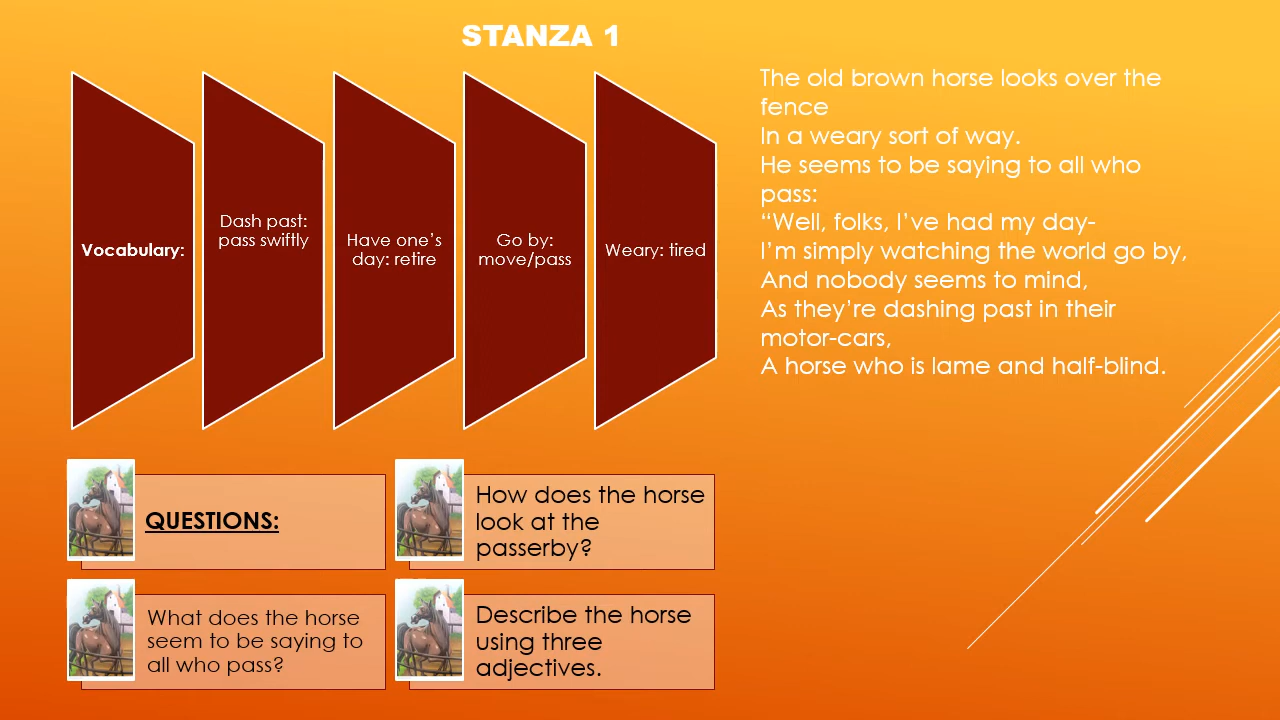 STANZA 1
Vocabulary:
Dash past:
pass swiftly
Have one's
day: retire
Go by:
move/pass
Weary: tired
The old brown horse looks over the
fence
In a weary sort of way.
He seems to be saying to all who
pass:
“Well, folks, I've had my day-
I'm simply watching the world go by,
And nobody seems to mind,
As they're dashing past in their
motor-cars,
A horse who is lame and half-blind.
QUESTIONS:
How does the horse
look at the
passerby?
What does the horse
seem to be saying to
all who pass?
Describe the horse
using three
adjectives.